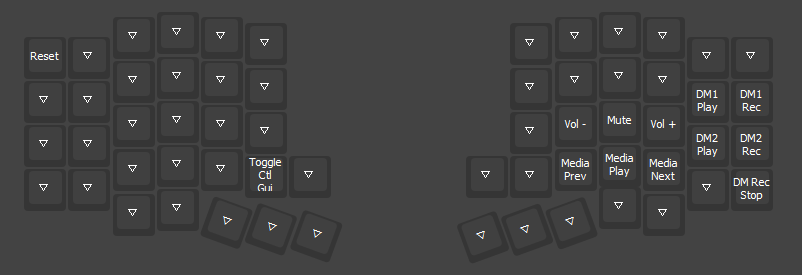 Reset
DM1
Play
DM1
Rec
Vol -
Mute
Vol +
DM2
Play
DM2
Rec
Toggle
Ctl
Gui
Media
Prev
Media
Play
Media
Next
DM Rec
Stop